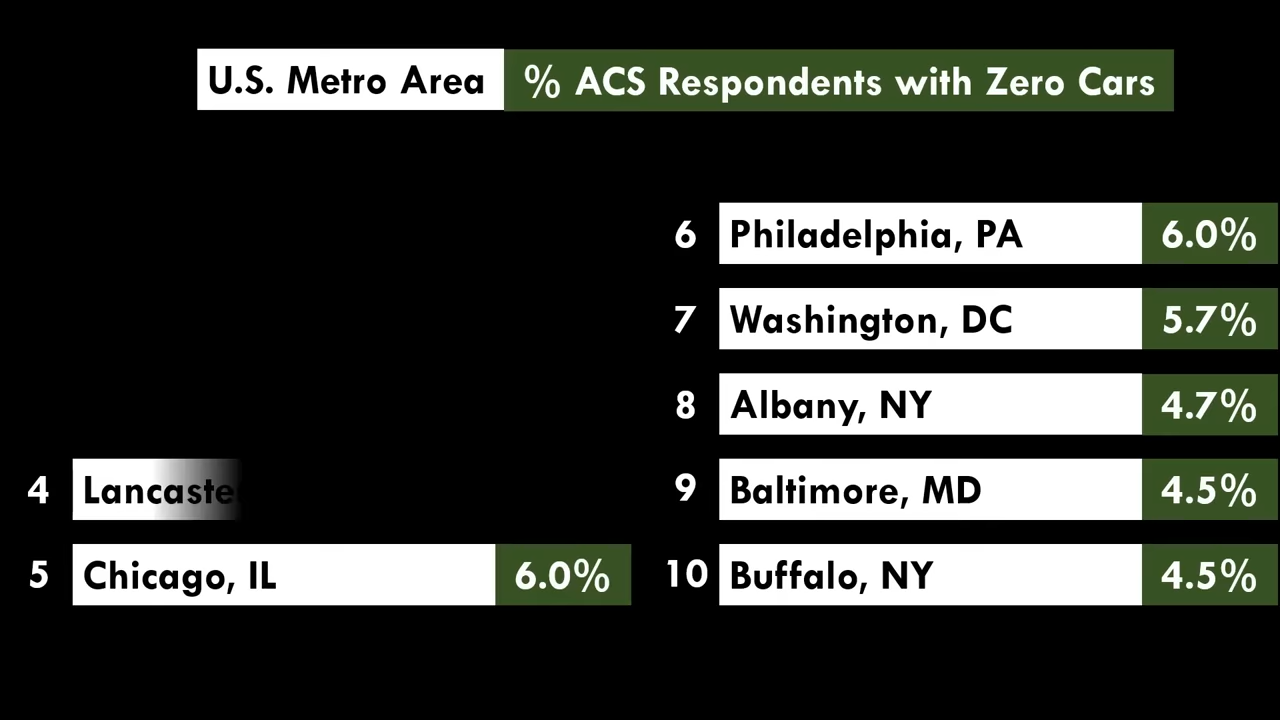 U.S. Metro Area % ACS Respondents with Zero Cars
4 Lancaste
5 Chicago, IL 6.0%
6 Philadelphia, PA 6.0%
7 Washington, DC 5.7%
8 Albany, NY 4.7%
9 Baltimore, MD 4.5%
10 Buffalo, NY 4.5%